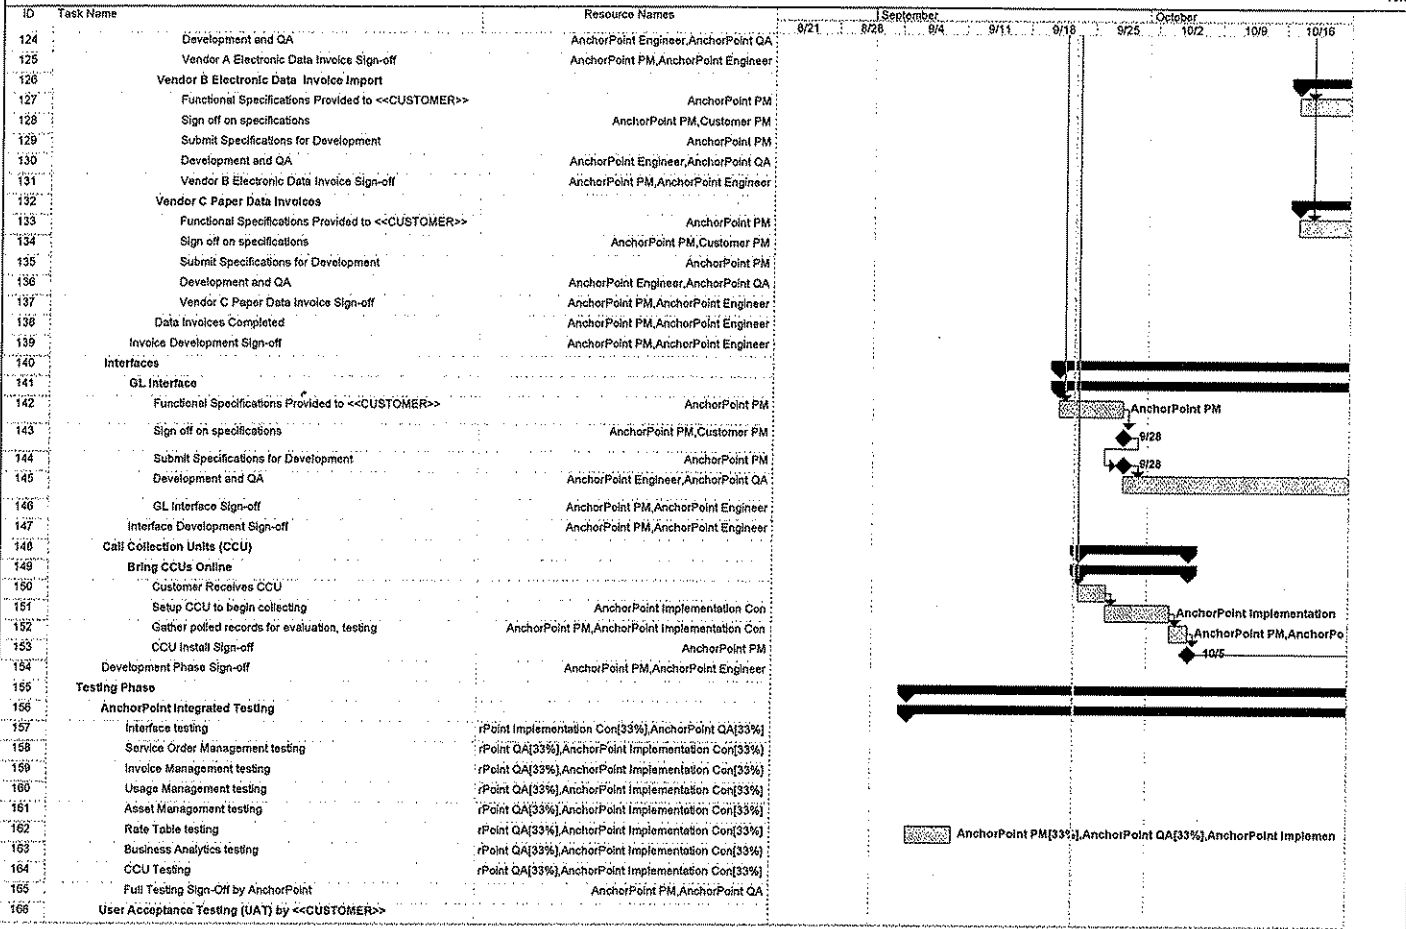 ID Task Name Resource Names September October
8/21 8/28 9/4 9/11 9/18 9/25 10/2 10/9 10/16
124 Development and QA AnchorPoint Engineer,AnchorPoint QA
125 Vendor A Electronic Data Invoice Sign-off AnchorPoint PM,AnchorPoint Engineer
126 Vendor B Electronic Data Invoice Import
127 Functional Specifications Provided to <<CUSTOMER>> AnchorPoint PM
128 Sign off on specifications AnchorPoint PM,Customer PM
129 Submit Specifications for Development AnchorPoint PM
130 Development and QA AnchorPoint Engineer,AnchorPoint QA
131 Vendor B Electronic Data Invoice Sign-off AnchorPoint PM,AnchorPoint Engineer
132 Vendor C Paper Data Invoices
133 Functional Specifications Provided to <<CUSTOMER>> AnchorPoint PM
134 Sign off on specifications AnchorPoint PM,Customer PM
135 Submit Specifications for Development AnchorPoint PM
136 Development and QA AnchorPoint Engineer,AnchorPoint QA
137 Vendor C Paper Data Invoice Sign-off AnchorPoint PM,AnchorPoint Engineer
138 Data Invoices Completed AnchorPoint PM,AnchorPoint Engineer
139 Invoice Development Sign-off AnchorPoint PM,AnchorPoint Engineer
140 Interfaces
141 GL Interface
142 Functional Specifications Provided to <<CUSTOMER>> AnchorPoint PM AnchorPoint PM
143 Sign off on specifications AnchorPoint PM,Customer PM 9/28
144 Submit Specifications for Development AnchorPoint PM 9/28
145 Development and QA AnchorPoint Engineer,AnchorPoint QA
146 GL Interface Sign-off AnchorPoint PM,AnchorPoint Engineer
147 Interface Development Sign-off AnchorPoint PM,AnchorPoint Engineer
148 Call Collection Units (CCU)
149 Bring CCUs Online
150 Customer Receives CCU
151 Setup CCU to begin collecting AnchorPoint Implementation Con AnchorPoint Implementation
152 Gather polled records for evaluation, testing AnchorPoint PM,AnchorPoint Implementation Con AnchorPoint PM,AnchorPo
153 CCU Install Sign-off AnchorPoint PM 10/5
154 Development Phase Sign-off AnchorPoint PM,AnchorPoint Engineer
155 Testing Phase
156 AnchorPoint Integrated Testing
157 Interface testing rPoint Implementation Con[33%],AnchorPoint QA[33%]
158 Service Order Management testing rPoint QA[33%],AnchorPoint Implementation Con[33%]
159 Invoice Management testing rPoint QA[33%],AnchorPoint Implementation Con[33%]
160 Usage Management testing rPoint QA[33%],AnchorPoint Implementation Con[33%]
161 Asset Management testing rPoint QA[33%],AnchorPoint Implementation Con[33%]
162 Rate Table testing rPoint QA[33%],AnchorPoint Implementation Con[33%] AnchorPoint PM[33%],AnchorPoint QA[33%],AnchorPoint Implemen
163 Business Analytics testing rPoint QA[33%],AnchorPoint Implementation Con[33%]
164 CCU Testing rPoint QA[33%],AnchorPoint Implementation Con[33%]
165 Full Testing Sign-Off by AnchorPoint AnchorPoint PM,AnchorPoint QA
166 User Acceptance Testing (UAT) by <<CUSTOMER>>